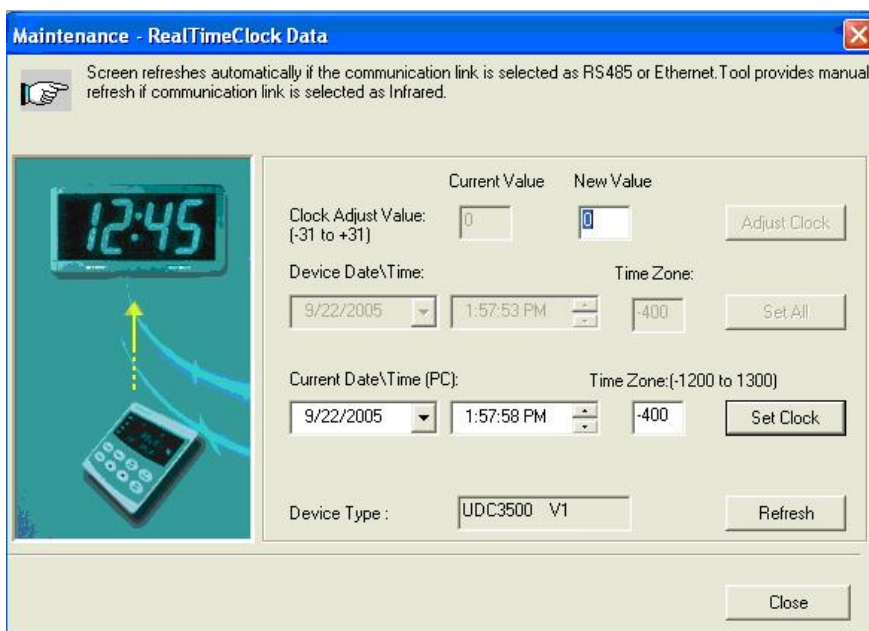 Maintenance - RealTimeClock Data
Screen refreshes automatically if the communication link is selected as RS485 or Ethernet.Tool provides manual
refresh if communication link is selected as Infrared.
12:45
Current Value New Value
Clock Adjust Value:
(-31 to +31)
0 0 Adjust Clock
Device Date\Time: Time Zone:
9/22/2005 1:57:53 PM -400 Set All
Current Date\Time (PC): Time Zone:(-1200 to 1300)
9/22/2005 1:57:58 PM -400 Set Clock
Device Type : UDC3500 V1 Refresh
Close